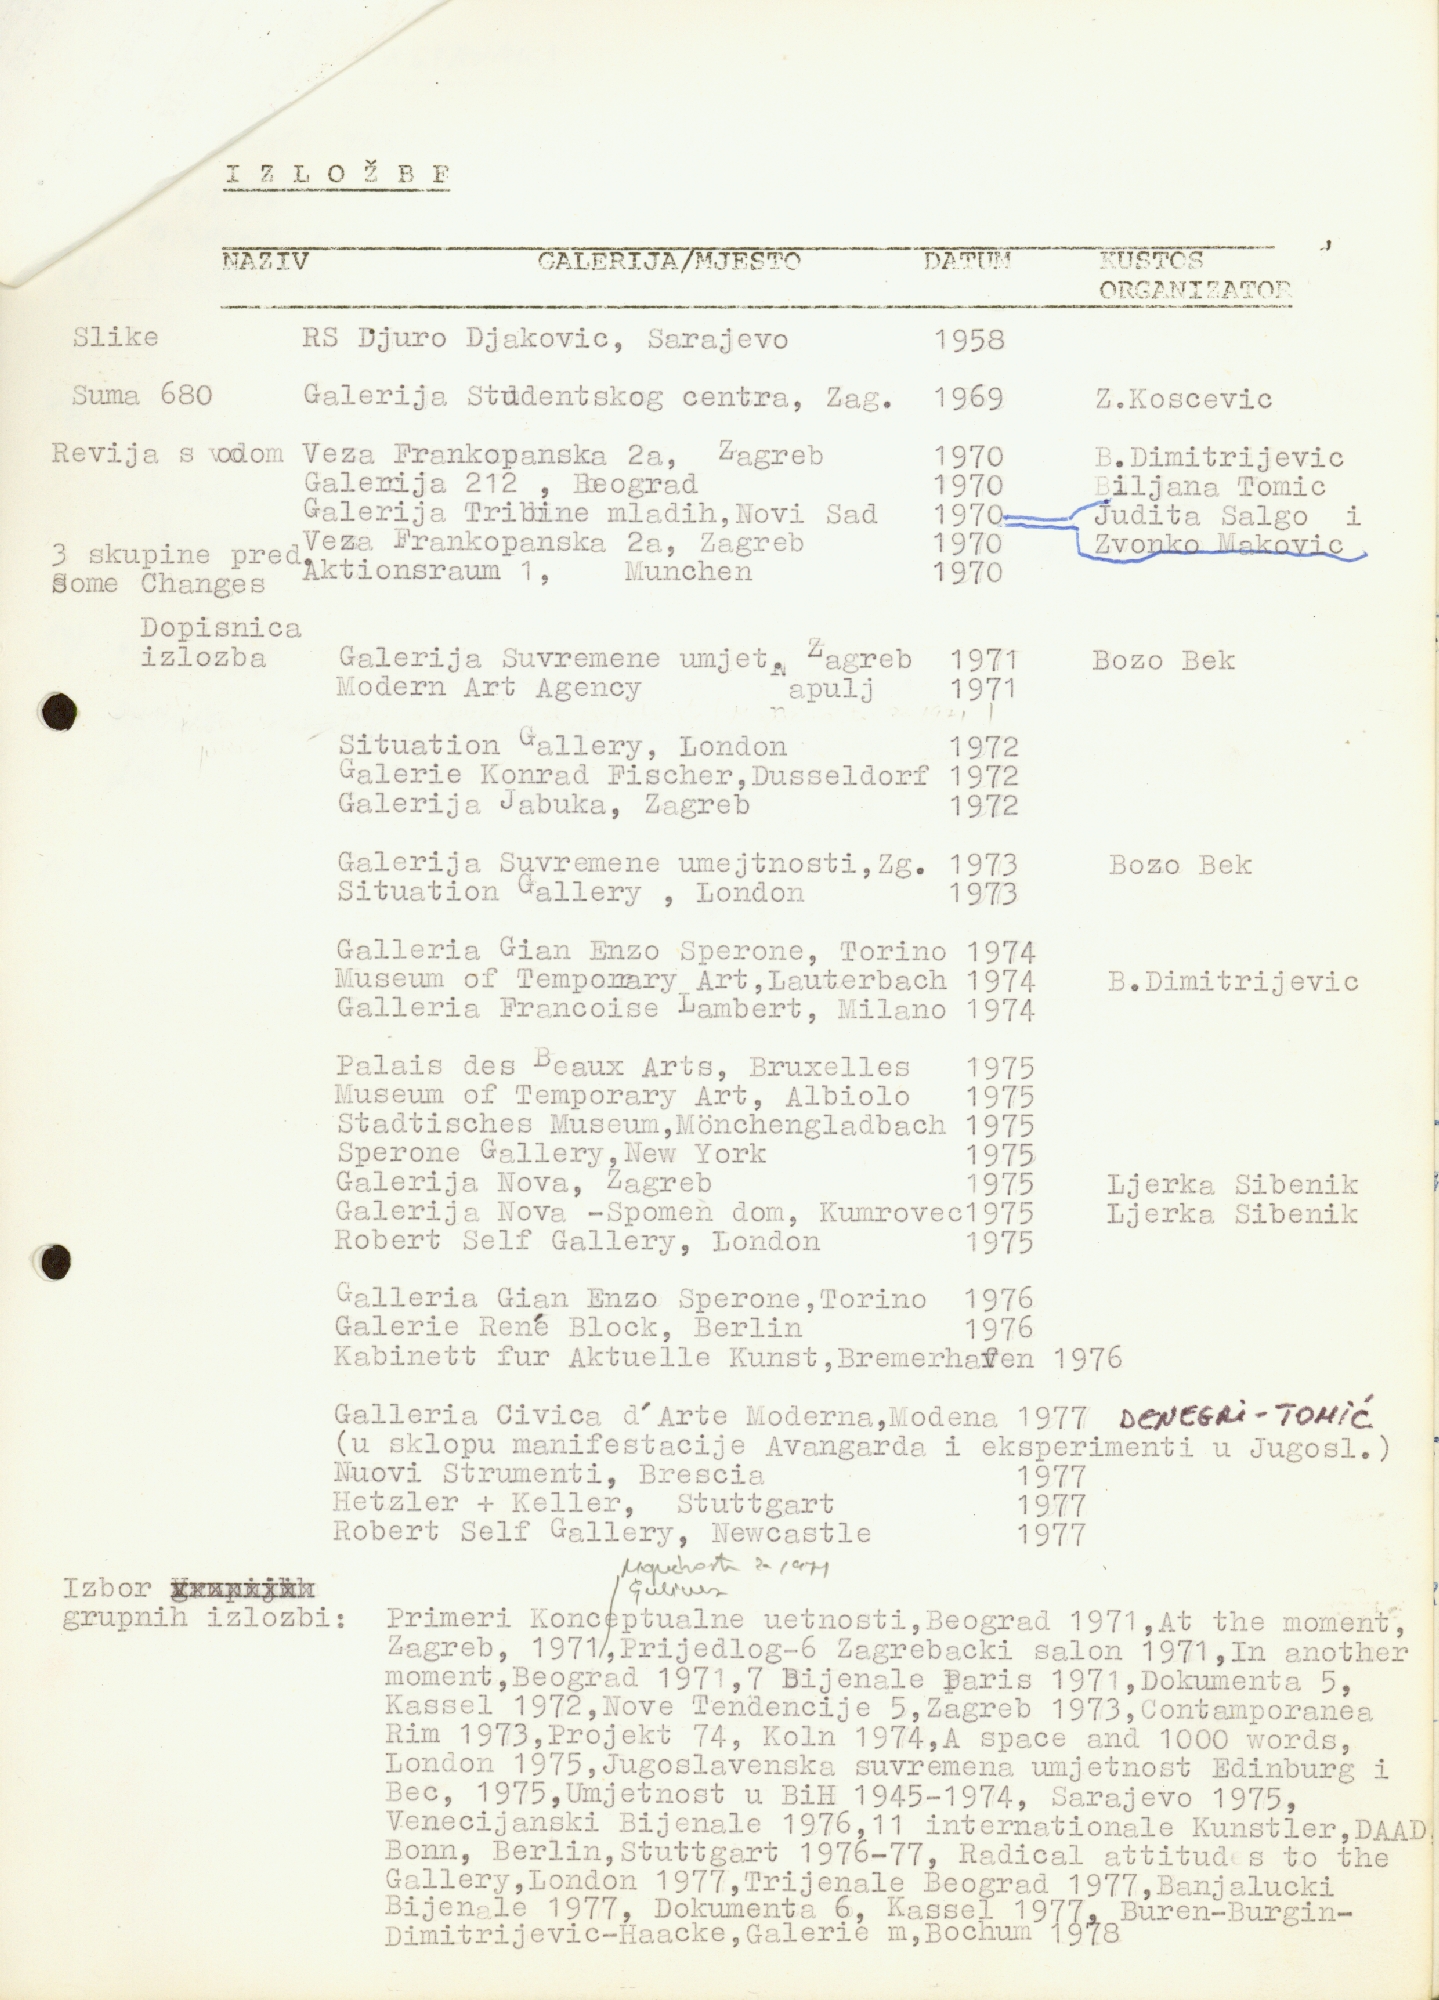 I Z L O Ž B E
NAZIV GALERIJA/MJESTO DATUM KUSTOS
ORGANIZATOR
Slike RS Djuro Djakovic, Sarajevo 1958
Suma 680 Galerija Studentskog centra, Zag. 1969 Z.Koscevic
Revija s vodom Veza Frankopanska 2a, Zagreb 1970 B.Dimitrijevic
Galerija 212 , Beograd 1970 Biljana Tomic
Galerija Tribine mladih,Novi Sad 1970 Judita Salgo i
Veza Frankopanska 2a, Zagreb 1970 Zvonko Makovic
3 skupine pred.
Aktionsraum 1, Munchen 1970
Some Changes
Dopisnica
izlozba Galerija Suvremene umjet. Zagreb 1971 Bozo Bek
Modern Art Agency Napulj 1971
Situation Gallery, London 1972
Galerie Konrad Fischer,Dusseldorf 1972
Galerija Jabuka, Zagreb 1972
Galerija Suvremene umejtnosti,Zg. 1973 Bozo Bek
Situation Gallery , London 1973
Galleria Gian Enzo Sperone, Torino 1974
Museum of Temporary Art,Lauterbach 1974 B.Dimitrijevic
Galleria Francoise Lambert, Milano 1974
Palais des Beaux Arts, Bruxelles 1975
Museum of Temporary Art, Albiolo 1975
Stadtisches Museum,Mönchengladbach 1975
Sperone Gallery,New York 1975
Galerija Nova, Zagreb 1975 Ljerka Sibenik
Galerija Nova -Spomen dom, Kumrovec1975 Ljerka Sibenik
Robert Self Gallery, London 1975
Galleria Gian Enzo Sperone,Torino 1976
Galerie René Block, Berlin 1976
Kabinett fur Aktuelle Kunst,Bremerhafen 1976
Galleria Civica d'Arte Moderna,Modena 1977 DENEGRI-TOMIĆ
(u sklopu manifestacije Avangarda i eksperimenti u Jugosl.)
Nuovi Strumenti, Brescia 1977
Hetzler + Keller, Stuttgart 1977
Robert Self Gallery, Newcastle 1977
za 1971
Izbor
grupnih izlozbi: Primeri Konceptualne uetnosti,Beograd 1971,At the moment,
Zagreb, 1971,Prijedlog-6 Zagrebacki salon 1971,In another
moment,Beograd 1971,7 Bijenale Paris 1971,Dokumenta 5,
Kassel 1972,Nove Tendencije 5,Zagreb 1973,Contamporanea
Rim 1973,Projekt 74, Koln 1974,A space and 1000 words,
London 1975,Jugoslavenska suvremena umjetnost Edinburg i
Bec, 1975,Umjetnost u BiH 1945-1974, Sarajevo 1975,
Venecijanski Bijenale 1976,11 internationale Kunstler,DAAD,
Bonn, Berlin,Stuttgart 1976-77, Radical attitudes to the
Gallery,London 1977,Trijenale Beograd 1977,Banjalucki
Bijenale 1977, Dokumenta 6, Kassel 1977, Buren-Burgin-
Dimitrijevic-Haacke,Galerie m,Bochum 1978